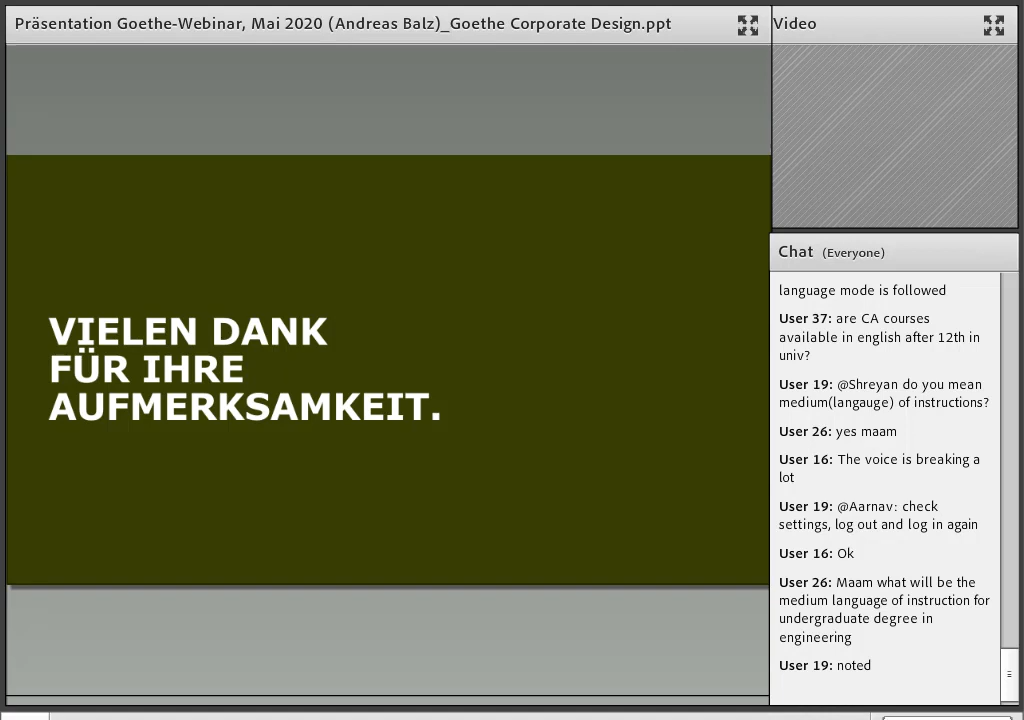 Präsentation Goethe-Webinar, Mai 2020 (Andreas Balz)_Goethe Corporate Design.ppt
Video
VIELEN DANK
FÜR IHRE
AUFMERKSAMKEIT.
Chat (Everyone)
language mode is followed
User 37: are CA courses
available in english after 12th in
univ?
User 19: @Shreyan do you mean
medium(langauge) of instructions?
User 26: yes maam
User 16: The voice is breaking a
lot
User 19: @Aarnav: check
settings, log out and log in again
User 16: Ok
User 26: Maam what will be the
medium language of instruction for
undergraduate degree in
engineering
User 19: noted